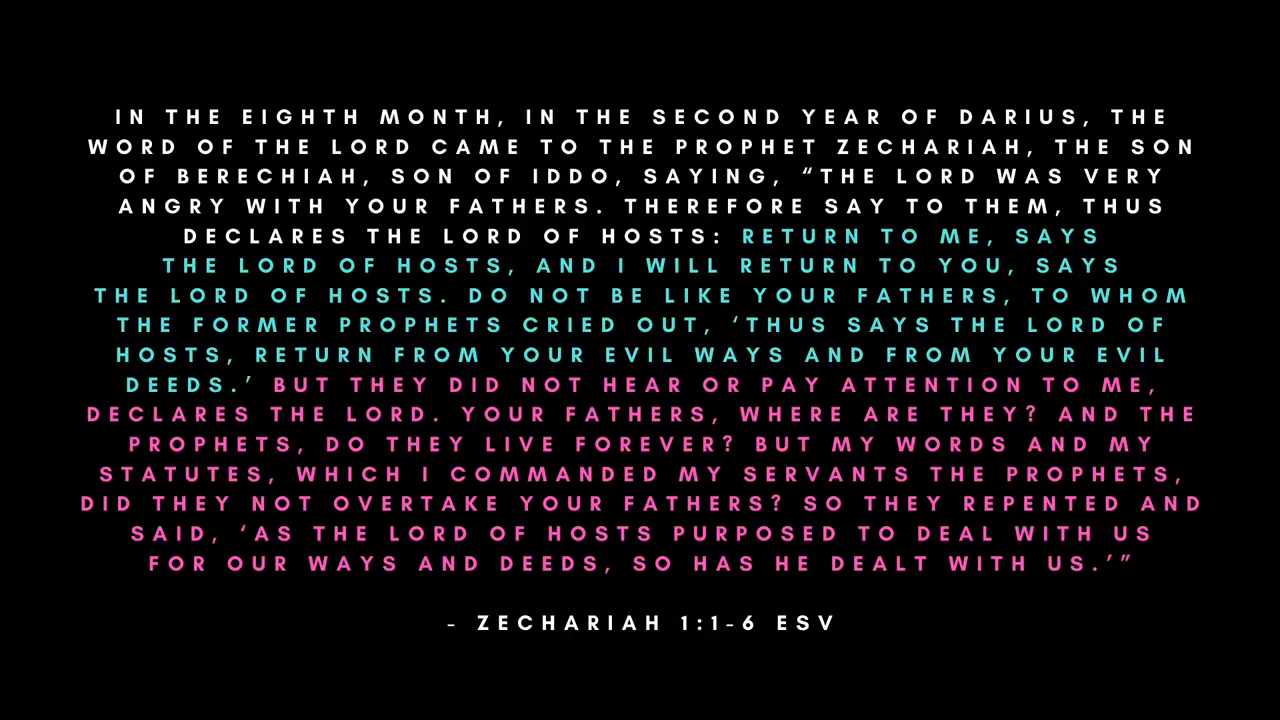 IN THE EIGHTH MONTH, IN THE SECOND YEAR OF DARIUS, THE
WORD OF THE LORD CAME TO THE PROPHET ZECHARIAH, THE SON
OF BERECHIAH, SON OF IDDO, SAYING, “THE LORD WAS VERY
ANGRY WITH YOUR FATHERS. THEREFORE SAY TO THEM, THUS
DECLARES THE LORD OF HOSTS: RETURN TO ME, SAYS
THE LORD OF HOSTS, AND I WILL RETURN TO YOU, SAYS
THE LORD OF HOSTS. DO NOT BE LIKE YOUR FATHERS, TO WHOM
THE FORMER PROPHETS CRIED OUT, ‘THUS SAYS THE LORD OF
HOSTS, RETURN FROM YOUR EVIL WAYS AND FROM YOUR EVIL
DEEDS.’ BUT THEY DID NOT HEAR OR PAY ATTENTION TO ME,
DECLARES THE LORD. YOUR FATHERS, WHERE ARE THEY? AND THE
PROPHETS, DO THEY LIVE FOREVER? BUT MY WORDS AND MY
STATUTES, WHICH I COMMANDED MY SERVANTS THE PROPHETS,
DID THEY NOT OVERTAKE YOUR FATHERS? SO THEY REPENTED AND
SAID, ‘AS THE LORD OF HOSTS PURPOSED TO DEAL WITH US
FOR OUR WAYS AND DEEDS, SO HAS HE DEALT WITH US.’”
- ZECHARIAH 1:1-6 ESV